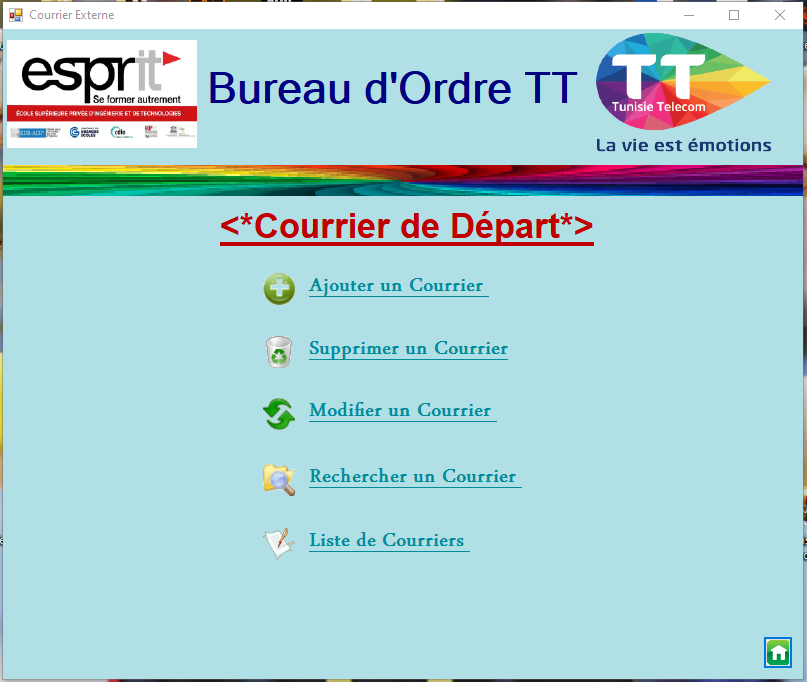 Courrier Externe
esprit
Se former autrement
ÉCOLE SUPÉRIEURE PRIVÉE D'INGÉNIERIE ET DE TECHNOLOGIES
Bureau d'Ordre TT
TT
Tunisie Telecom
La vie est émotions
<*Courrier de Départ*>
Ajouter un Courrier
Supprimer un Courrier
Modifier un Courrier
Rechercher un Courrier
Liste de Courriers